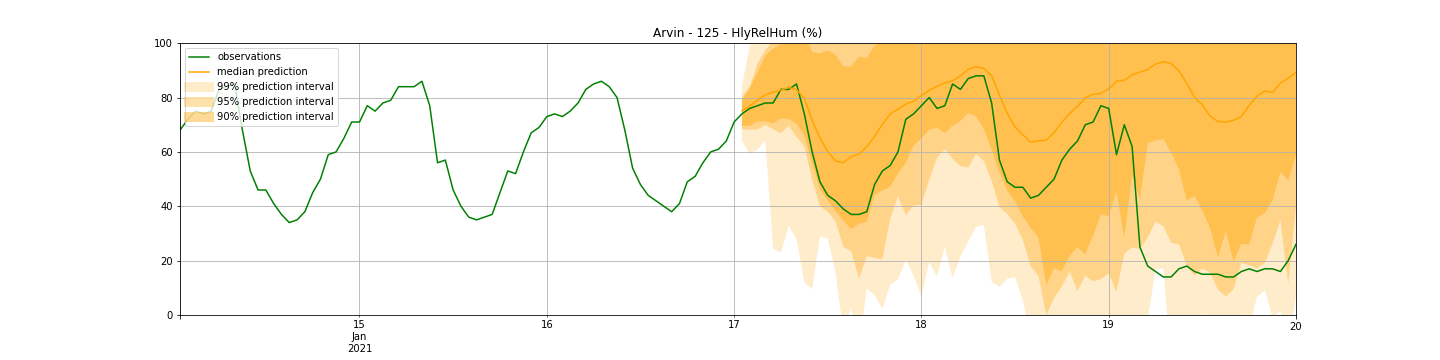 Arvin - 125 - HlyRelHum (%)
100
80
60
40
20
0
observations
median prediction
99% prediction interval
95% prediction interval
90% prediction interval
15
Jan
2021
16
17
18
19
20